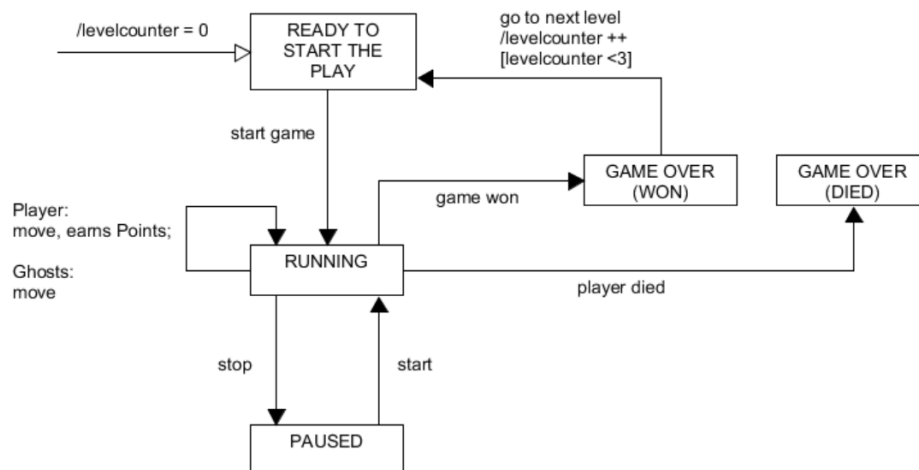 /levelcounter = 0
READY TO
START THE
PLAY
go to next level
/levelcounter ++
[levelcounter <3]
start game
GAME OVER
(WON)
GAME OVER
(DIED)
game won
Player:
move, earns Points;
Ghosts:
move
RUNNING
player died
stop
start
PAUSED